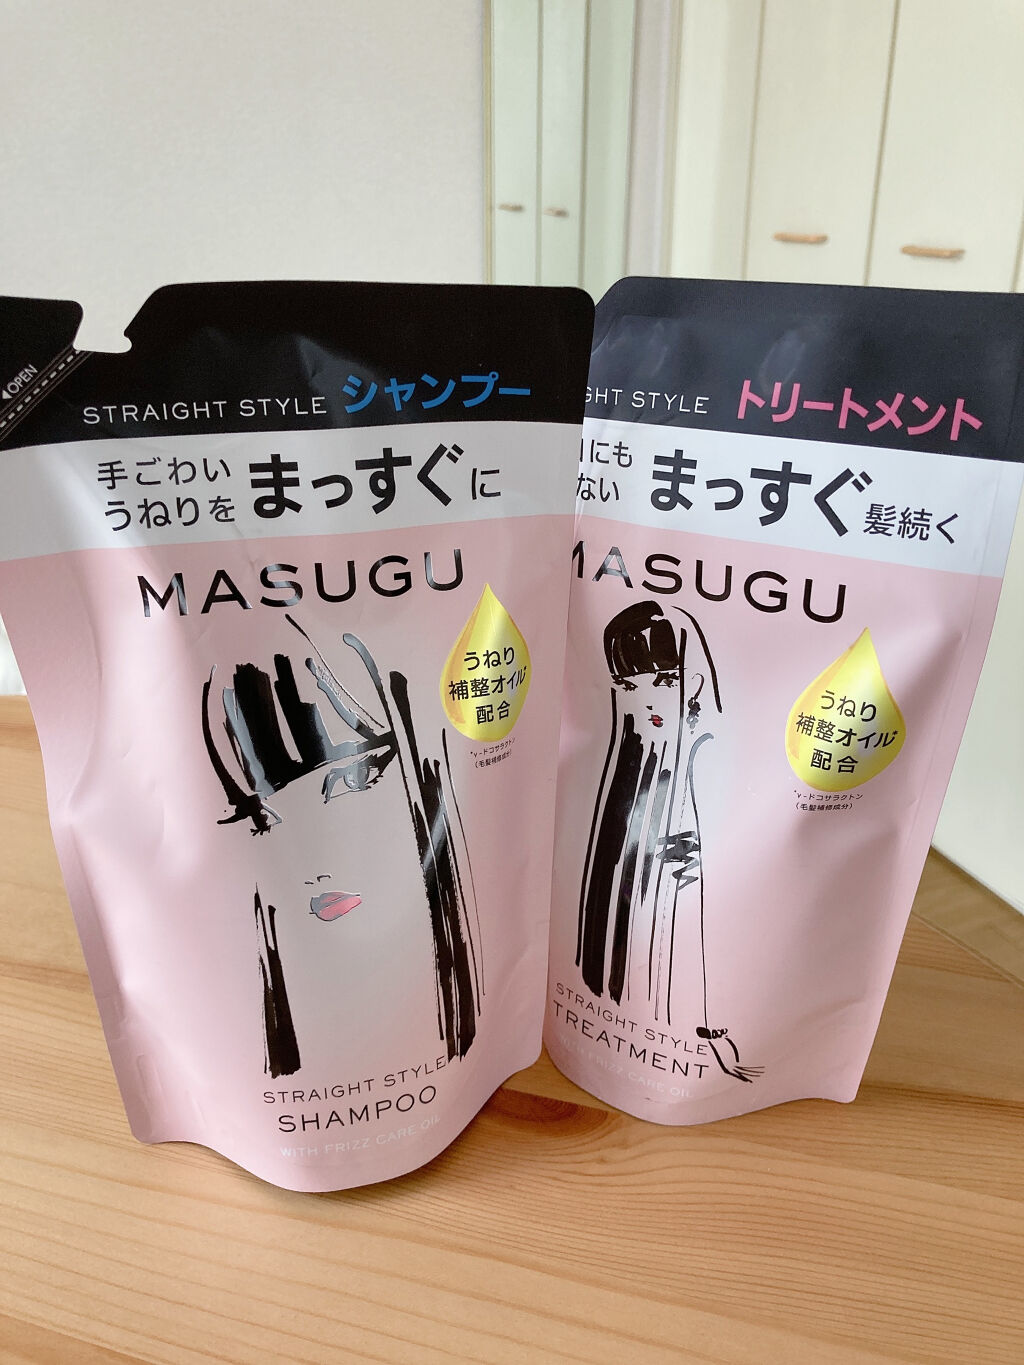 ◀OPEN
STRAIGHT STYLE シャンプー
手ごわい
うねりを まっすぐに
MASUGU
うねり
補整オイル*
配合
*γ-ドコサラクトン
(毛髪補修成分)
STRAIGHT STYLE
SHAMPOO
WITH FRIZZ CARE OIL
GHT STYLE トリートメント
にも
ない まっすぐ髪続く
MASUGU
うねり
補整オイル*
配合
*γ-ドコサラクトン
(毛髪補修成分)
STRAIGHT STYLE
TREATMENT
WITH FRIZZ CARE OIL